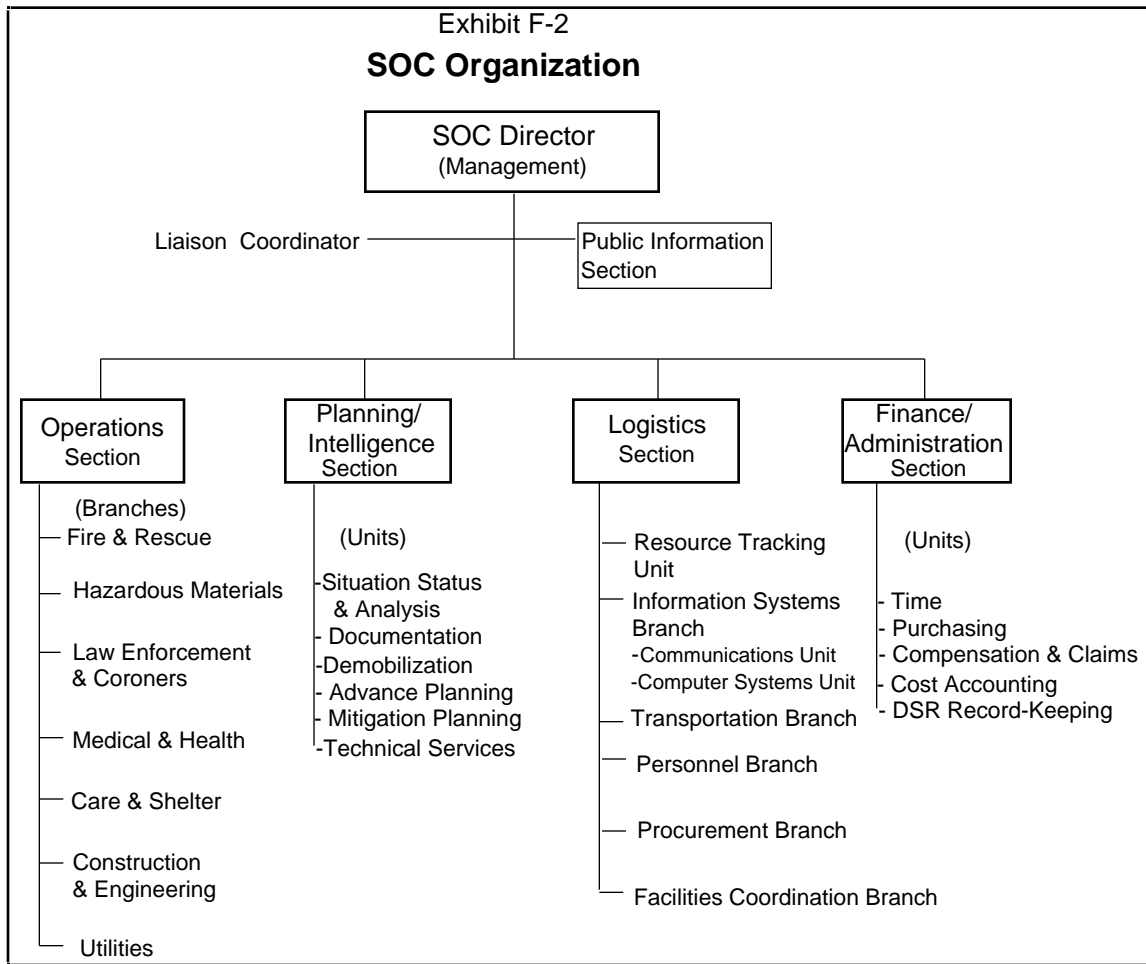 Exhibit F-2
SOC Organization
SOC Director
(Management)
Liaison Coordinator
Public Information
Section
Operations
Section
(Branches)
Fire & Rescue
Hazardous Materials
Law Enforcement
& Coroners
Medical & Health
Care & Shelter
Construction
& Engineering
Utilities
Planning/
Intelligence
Section
(Units)
-Situation Status
& Analysis
- Documentation
-Demobilization
- Advance Planning
- Mitigation Planning
-Technical Services
Logistics
Section
Resource Tracking
Unit
Information Systems
Branch
-Communications Unit
-Computer Systems Unit
Transportation Branch
Personnel Branch
Procurement Branch
Facilities Coordination Branch
Finance/
Administration
Section
(Units)
- Time
- Purchasing
- Compensation & Claims
- Cost Accounting
- DSR Record-Keeping